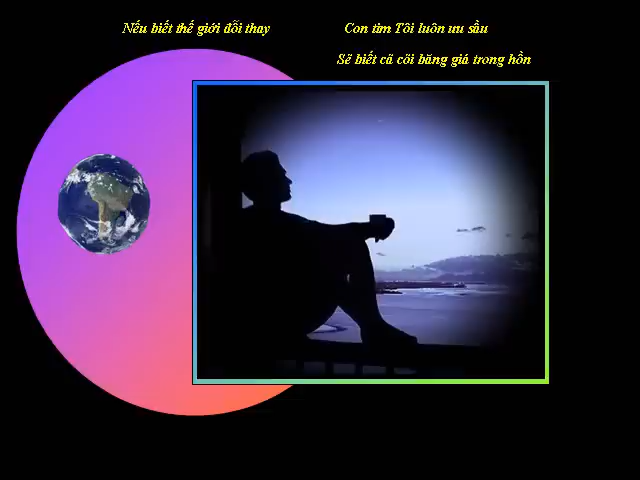 Nếu biết thế giới đổi thay
Con tim Tôi luôn ưu sầu
Sẽ biết cả cõi băng giá trong hồn